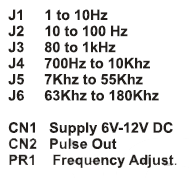 J1 1 to 10Hz
J2 10 to 100 Hz
J3 80 to 1kHz
J4 700Hz to 10Khz
J5 7Khz to 55Khz
J6 63Khz to 180Khz
CN1 Supply 6V-12V DC
CN2 Pulse Out
PR1 Frequency Adjust.